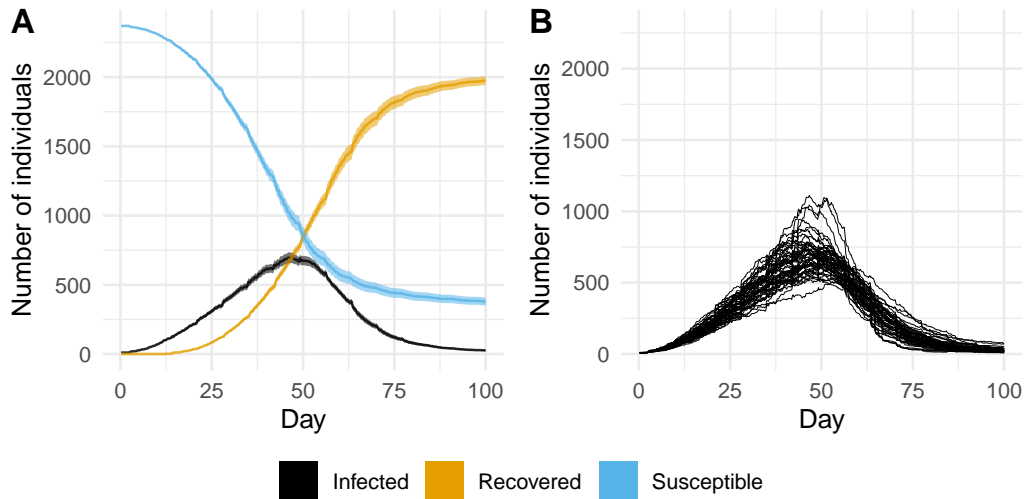 A
B
Number of individuals
2000
1500
1000
500
0
0 25 50 75 100
Day
Number of individuals
2000
1500
1000
500
0
0 25 50 75 100
Day
Infected Recovered Susceptible